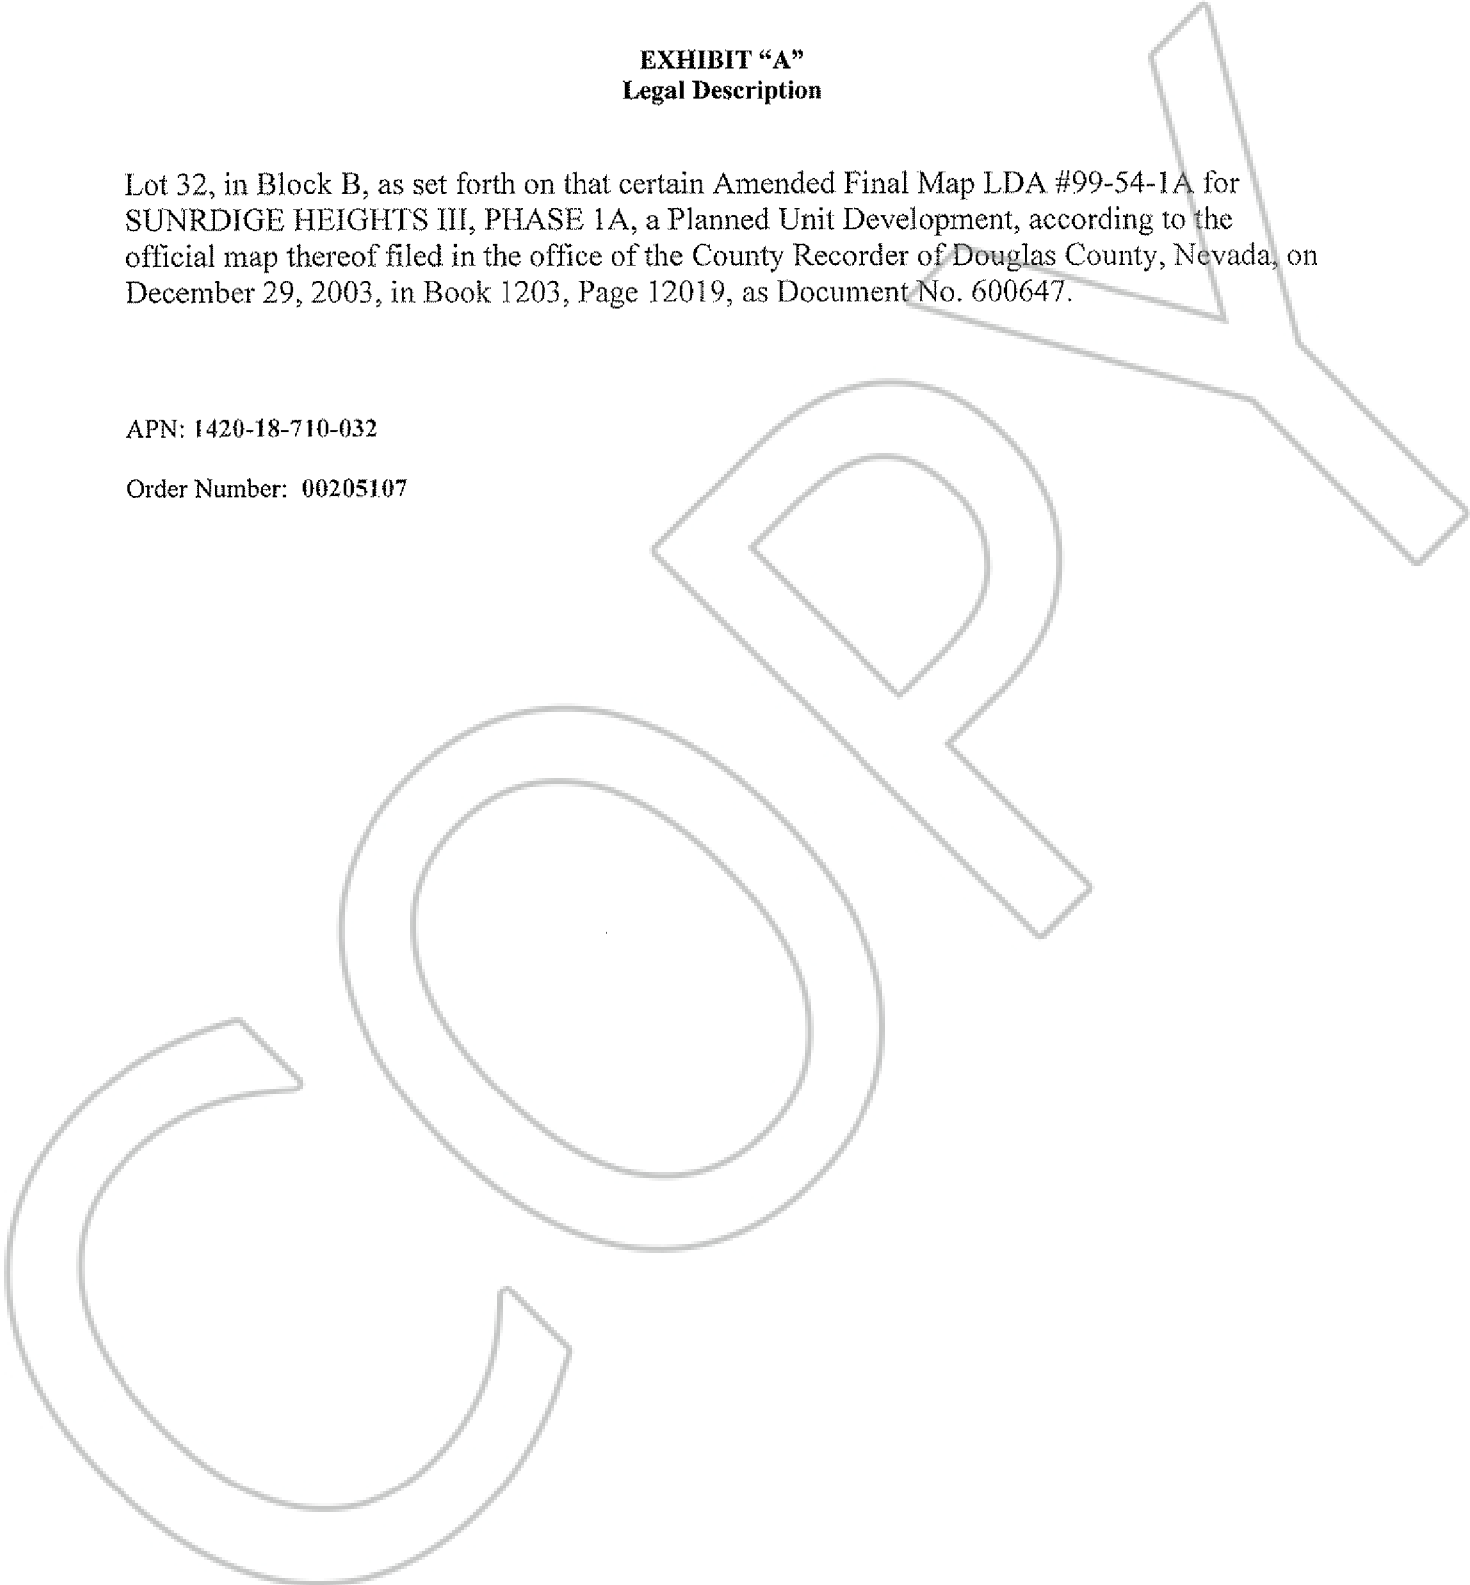 EXHIBIT “A”
Legal Description
Lot 32, in Block B, as set forth on that certain Amended Final Map LDA #99-54-1A for
SUNRDIGE HEIGHTS III, PHASE 1A, a Planned Unit Development, according to the
official map thereof filed in the office of the County Recorder of Douglas County, Nevada, on
December 29, 2003, in Book 1203, Page 12019, as Document No. 600647.
APN: 1420-18-710-032
Order Number: 00205107
COPY